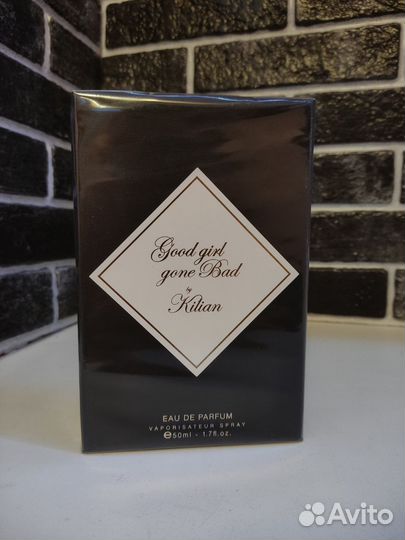 Good girl
gone Bad
by
Kilian
EAU DE PARFUM
VAPORISATEUR SPRAY
℮50ml - 1.7fl.oz.
Avito